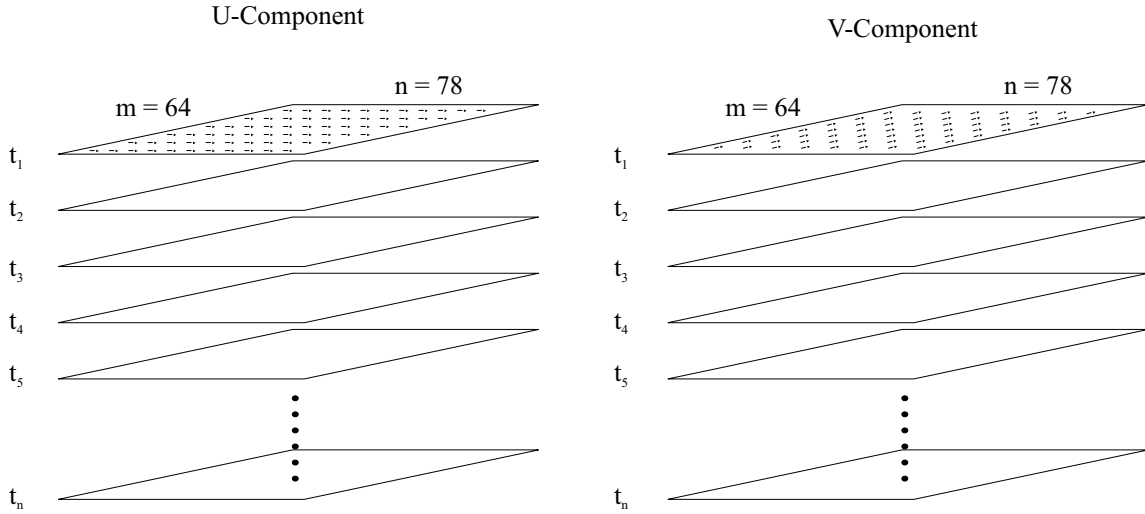 U-Component
m = 64
n = 78
t₁
t₂
t₃
t₄
t₅
tₙ
V-Component
m = 64
n = 78
t₁
t₂
t₃
t₄
t₅
tₙ